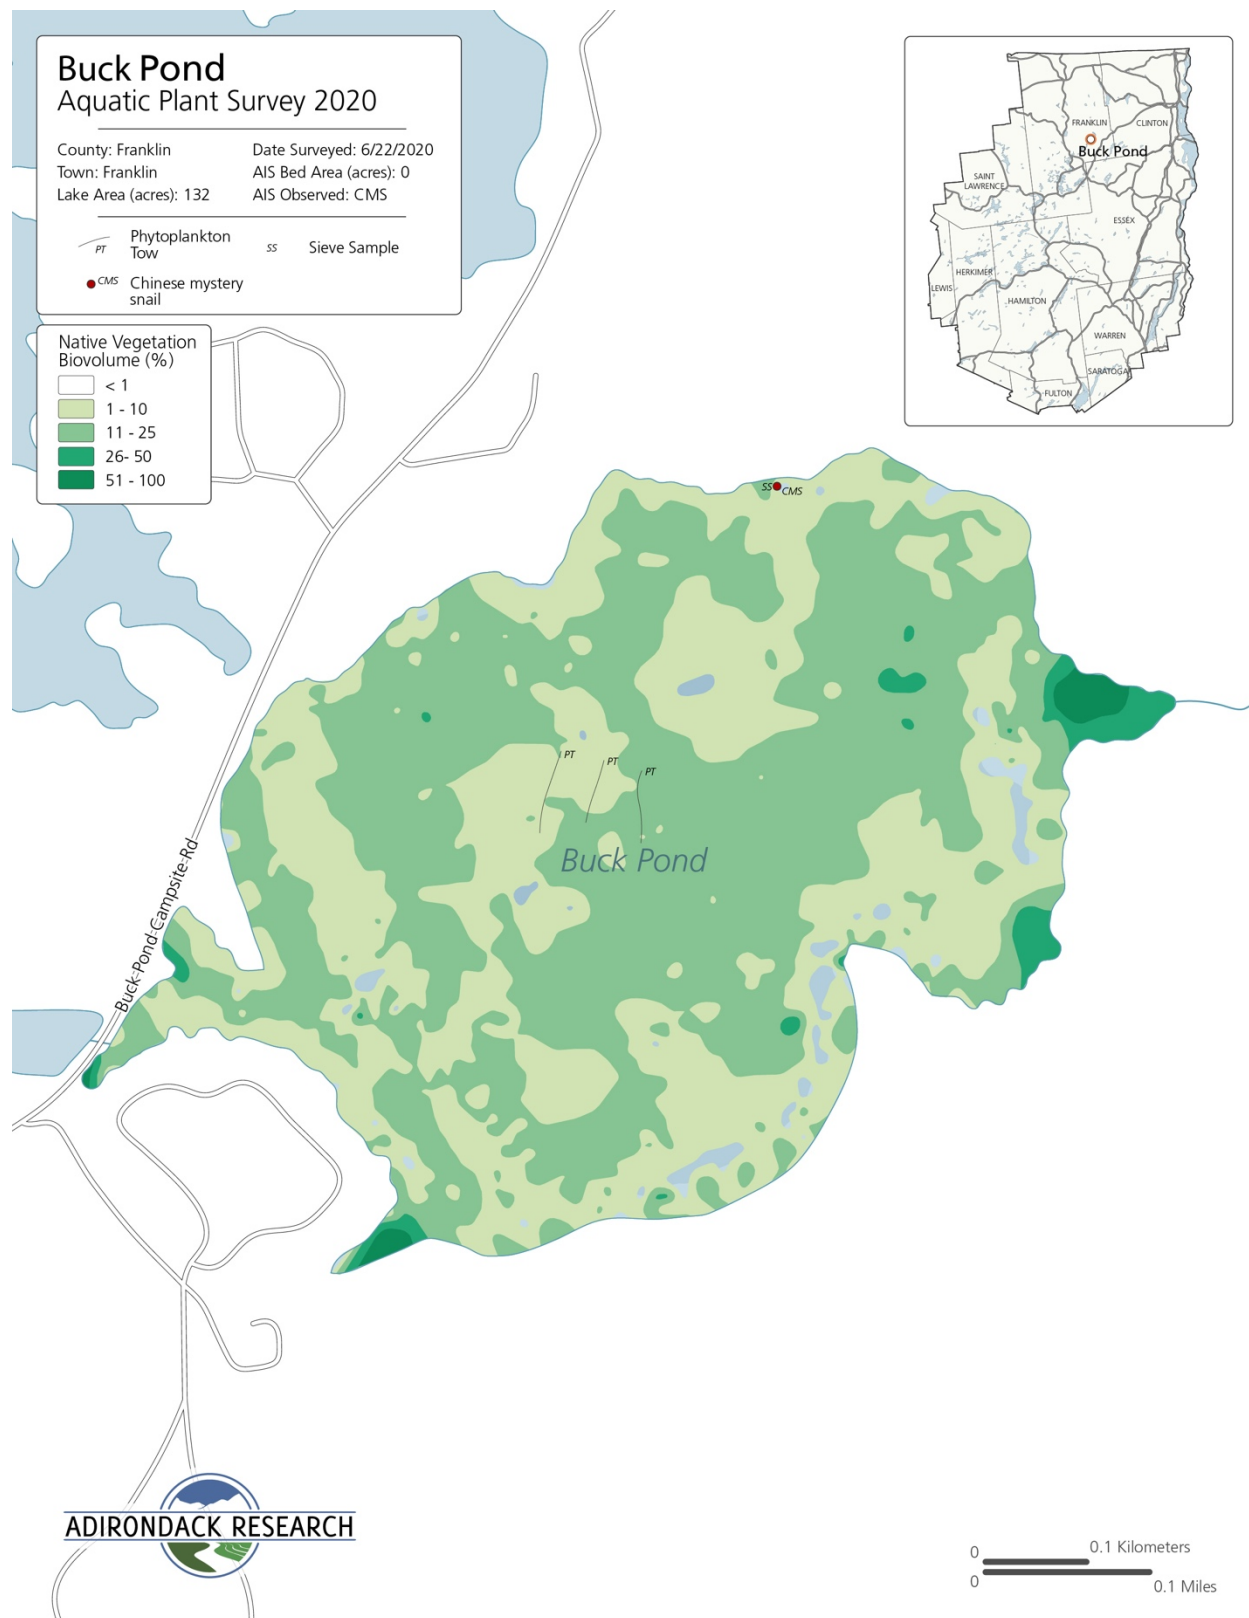 Buck Pond
Aquatic Plant Survey 2020
County: Franklin
Date Surveyed: 6/22/2020
Town: Franklin
AIS Bed Area (acres): 0
Lake Area (acres): 132
AIS Observed: CMS
PT
Phytoplankton
Tow
SS
Sieve Sample
CMS
Chinese mystery
snail
Native Vegetation
Biovolume (%)
< 1
1 - 10
11 - 25
26- 50
51 - 100
FRANKLIN
CLINTON
Buck Pond
SAINT
LAWRENCE
ESSEX
HERKIMER
LEWIS
HAMILTON
WARREN
SARATOGA
FULTON
SS
CMS
PT
PT
PT
Buck Pond
Buck-Pond-Campsite-Rd
ADIRONDACK RESEARCH
0
0.1 Kilometers
0
0.1 Miles